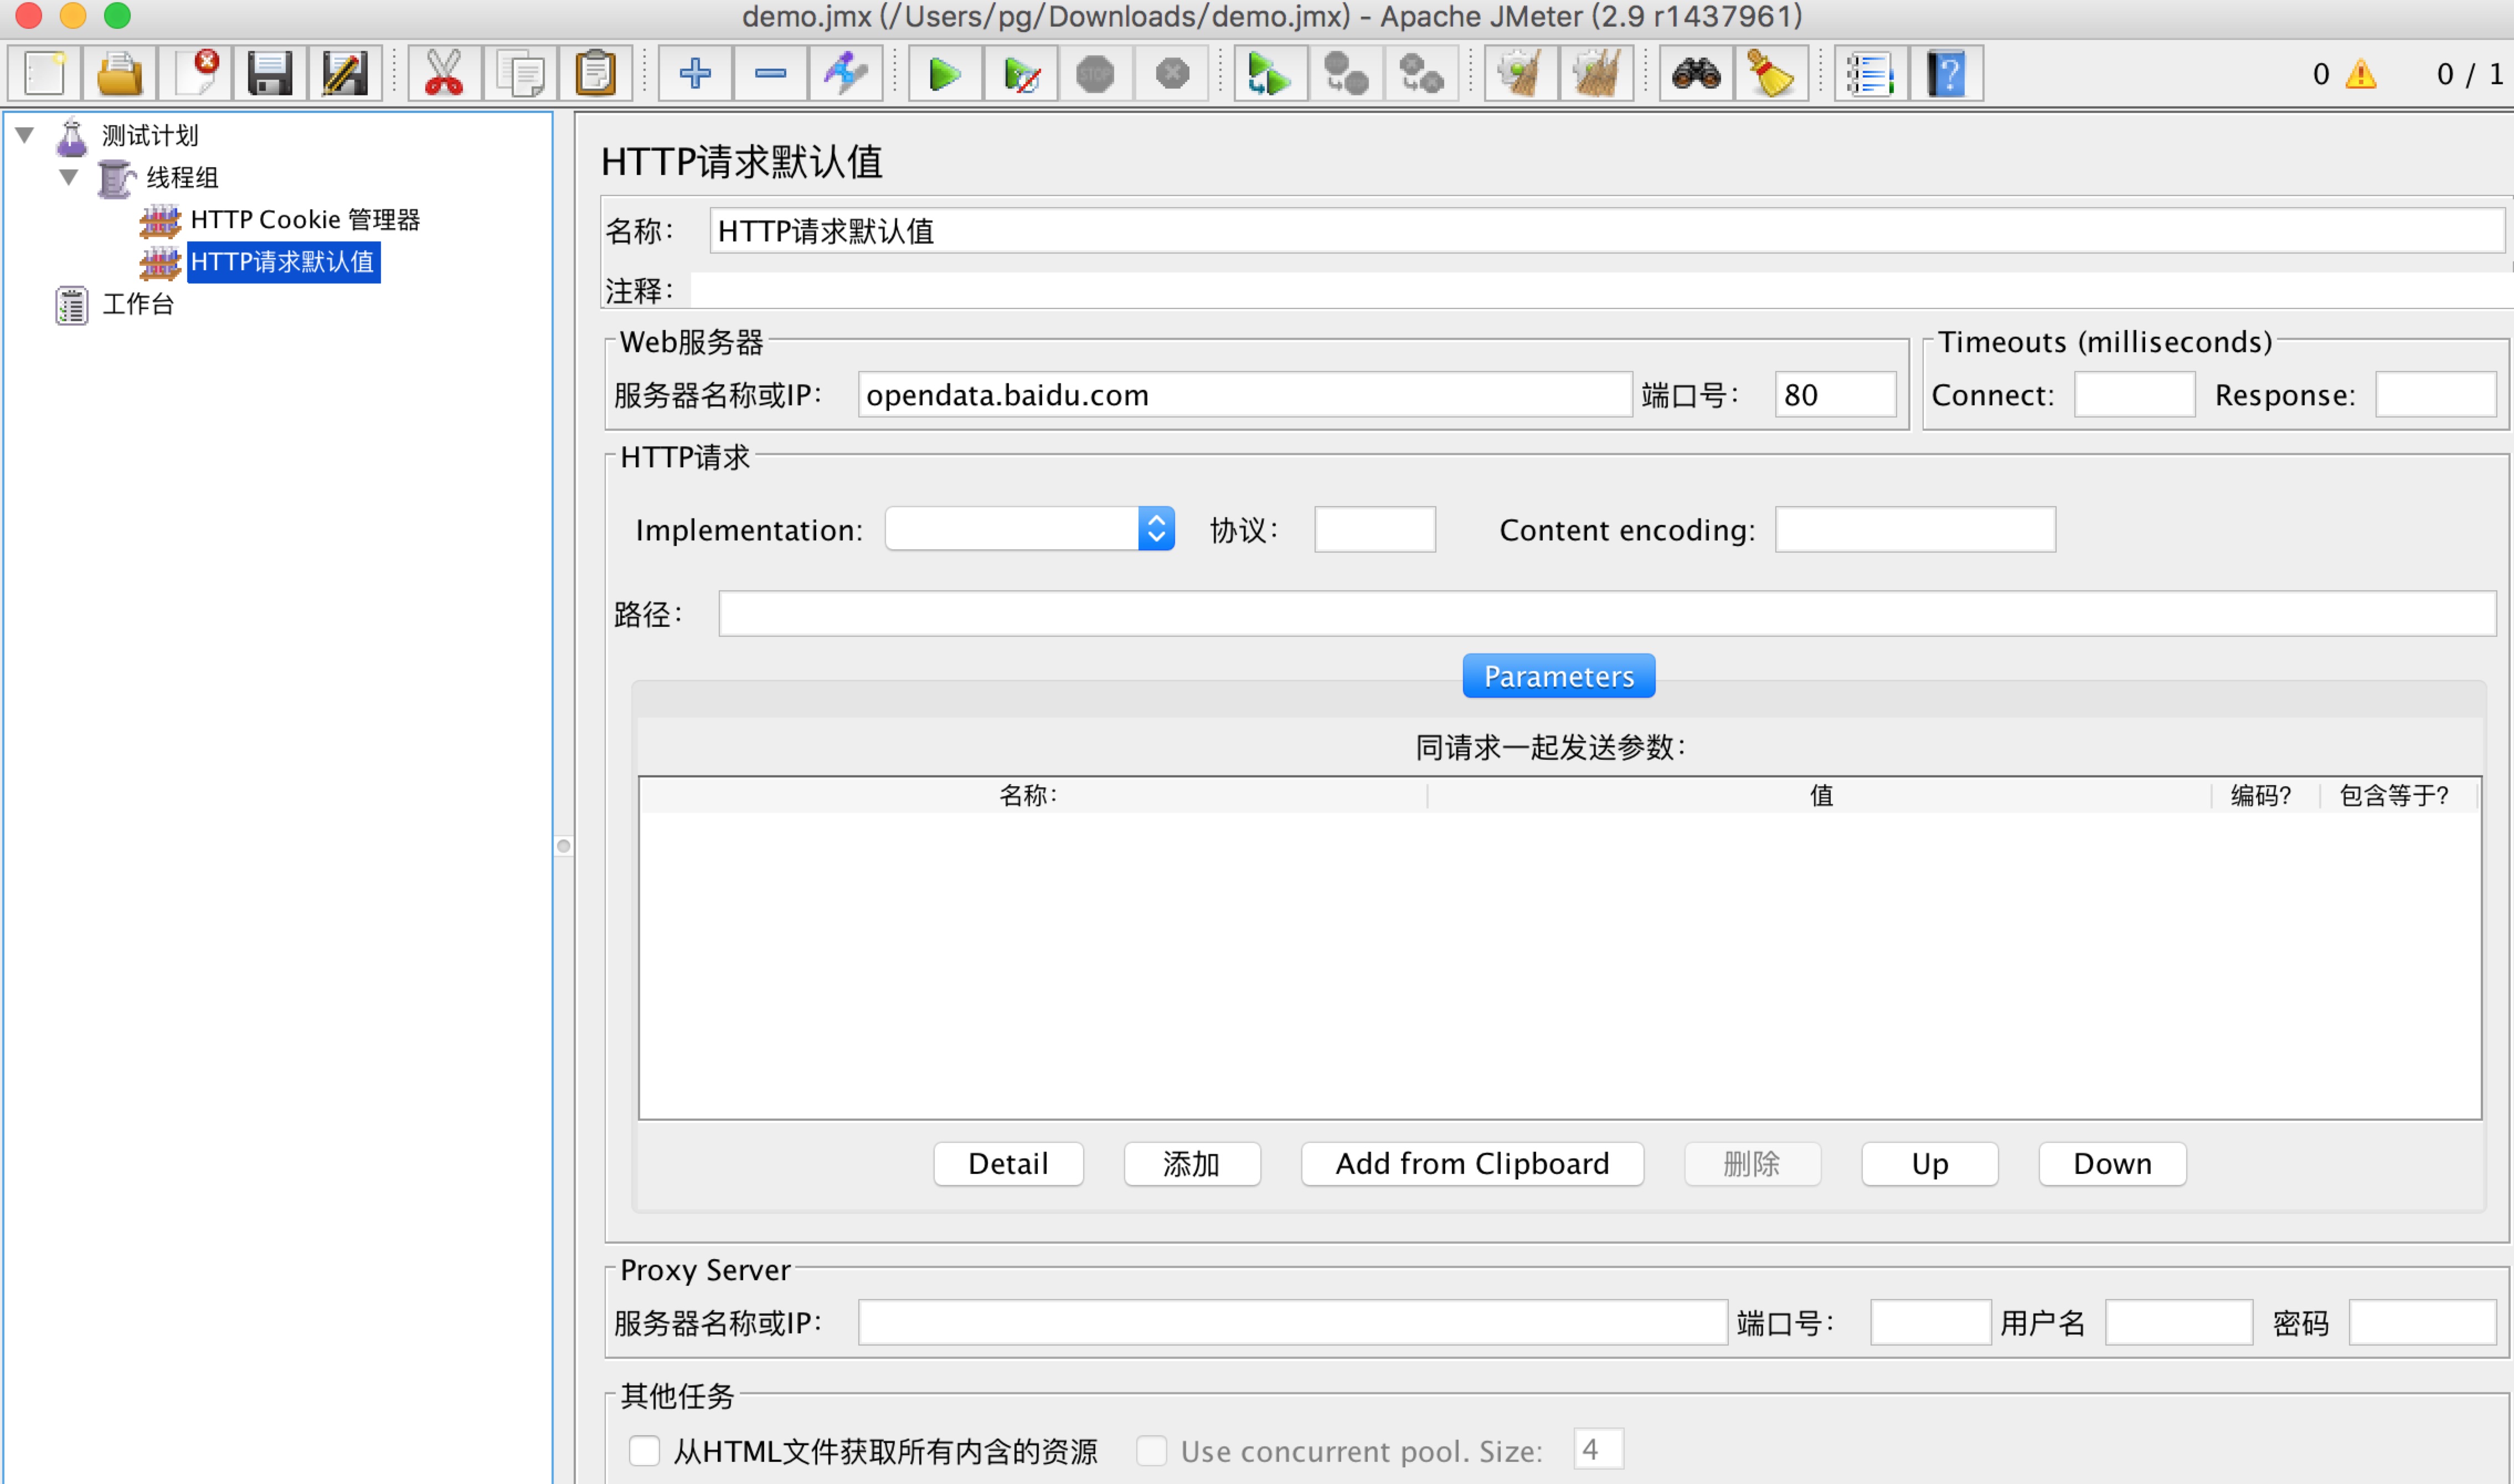 demo.jmx (/Users/pg/Downloads/demo.jmx) - Apache JMeter (2.9 r1437961)
STOP
0 0 / 1
测试计划
线程组
HTTP Cookie 管理器
HTTP请求默认值
工作台
HTTP请求默认值
名称： HTTP请求默认值
注释：
Web服务器
服务器名称或IP： opendata.baidu.com 端口号： 80
Timeouts (milliseconds)
Connect: Response:
HTTP请求
Implementation: 协议： Content encoding:
路径：
Parameters
同请求一起发送参数：
名称： 值 编码? 包含等于?
Detail 添加 Add from Clipboard 删除 Up Down
Proxy Server
服务器名称或IP： 端口号： 用户名 密码
其他任务
从HTML文件获取所有内含的资源 Use concurrent pool. Size: 4